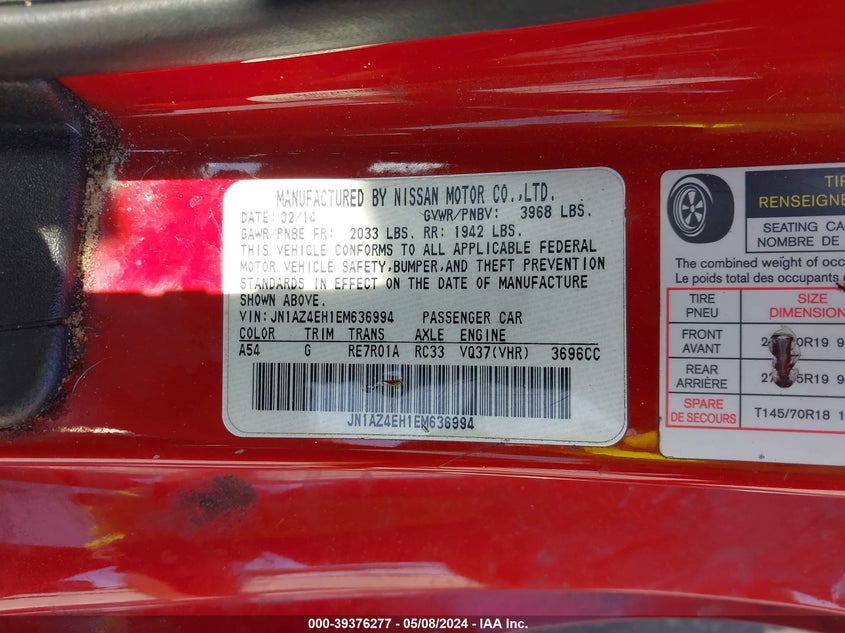 MANUFACTURED BY NISSAN MOTOR CO.,LTD.
DATE: 02/14 GVWR/PNBV: 3968 LBS.
GAWR/PNBE FR: 2033 LBS. RR: 1942 LBS.
THIS VEHICLE CONFORMS TO ALL APPLICABLE FEDERAL
MOTOR VEHICLE SAFETY,BUMPER,AND THEFT PREVENTION
STANDARDS IN EFFECT ON THE DATE OF MANUFACTURE
SHOWN ABOVE.
VIN:JN1AZ4EH1EM636994 PASSENGER CAR
COLOR TRIM TRANS AXLE ENGINE
A54 G RE7R01A RC33 VQ37(VHR) 3696CC
JN1AZ4EH1EM636994
TIR
RENSEIGNE
SEATING CA
NOMBRE DE
The combined weight of occ
Le poids total des occupants
TIRE SIZE
PNEU DIMENSION
FRONT
AVANT
REAR
ARRIÈRE
SPARE
DE SECOURS T145/70R18 1
000-39376277 - 05/08/2024 - IAA Inc.